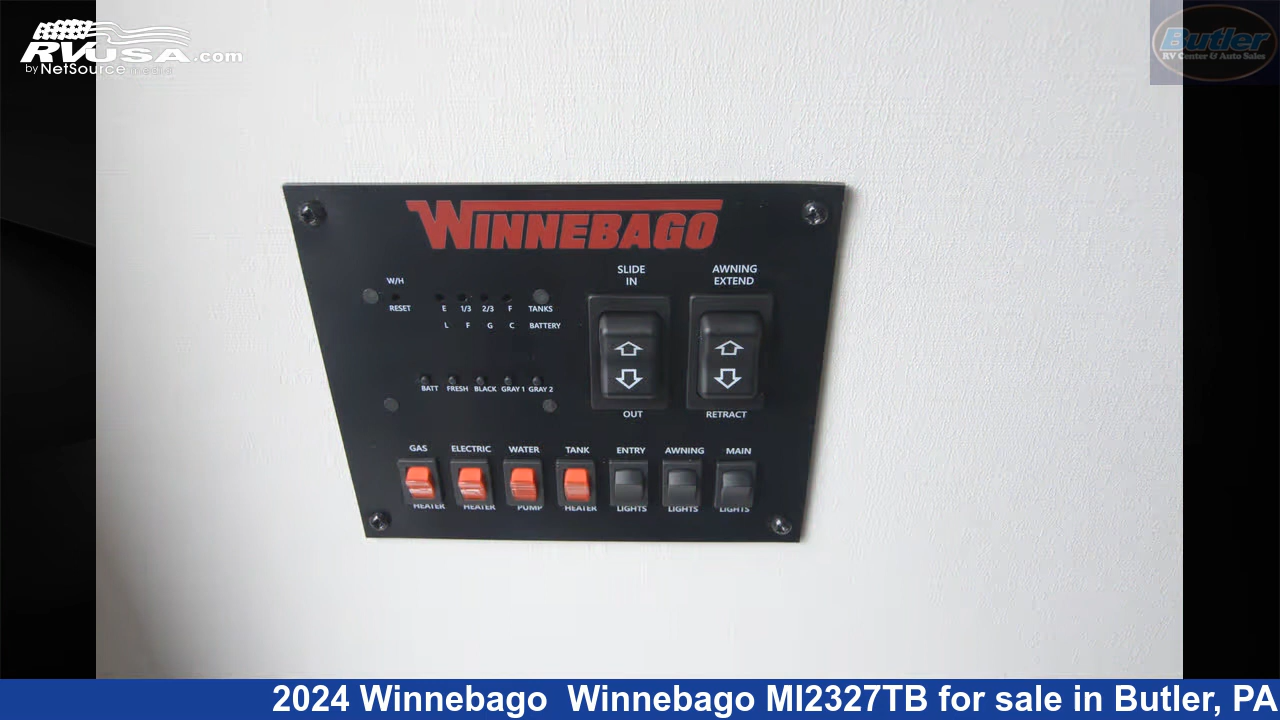 RVUSA.com
by NetSource media
Butler
RV Center & Auto Sales
WINNEBAGO
SLIDE IN
AWNING EXTEND
W/H
RESET
E 1/3 2/3 F TANKS
L F G C BATTERY
BATT FRESH BLACK GRAY 1 GRAY 2
OUT
RETRACT
GAS ELECTRIC WATER TANK ENTRY AWNING MAIN
HEATER HEATER PUMP HEATER LIGHTS LIGHTS LIGHTS
2024 Winnebago Winnebago MI2327TB for sale in Butler, PA